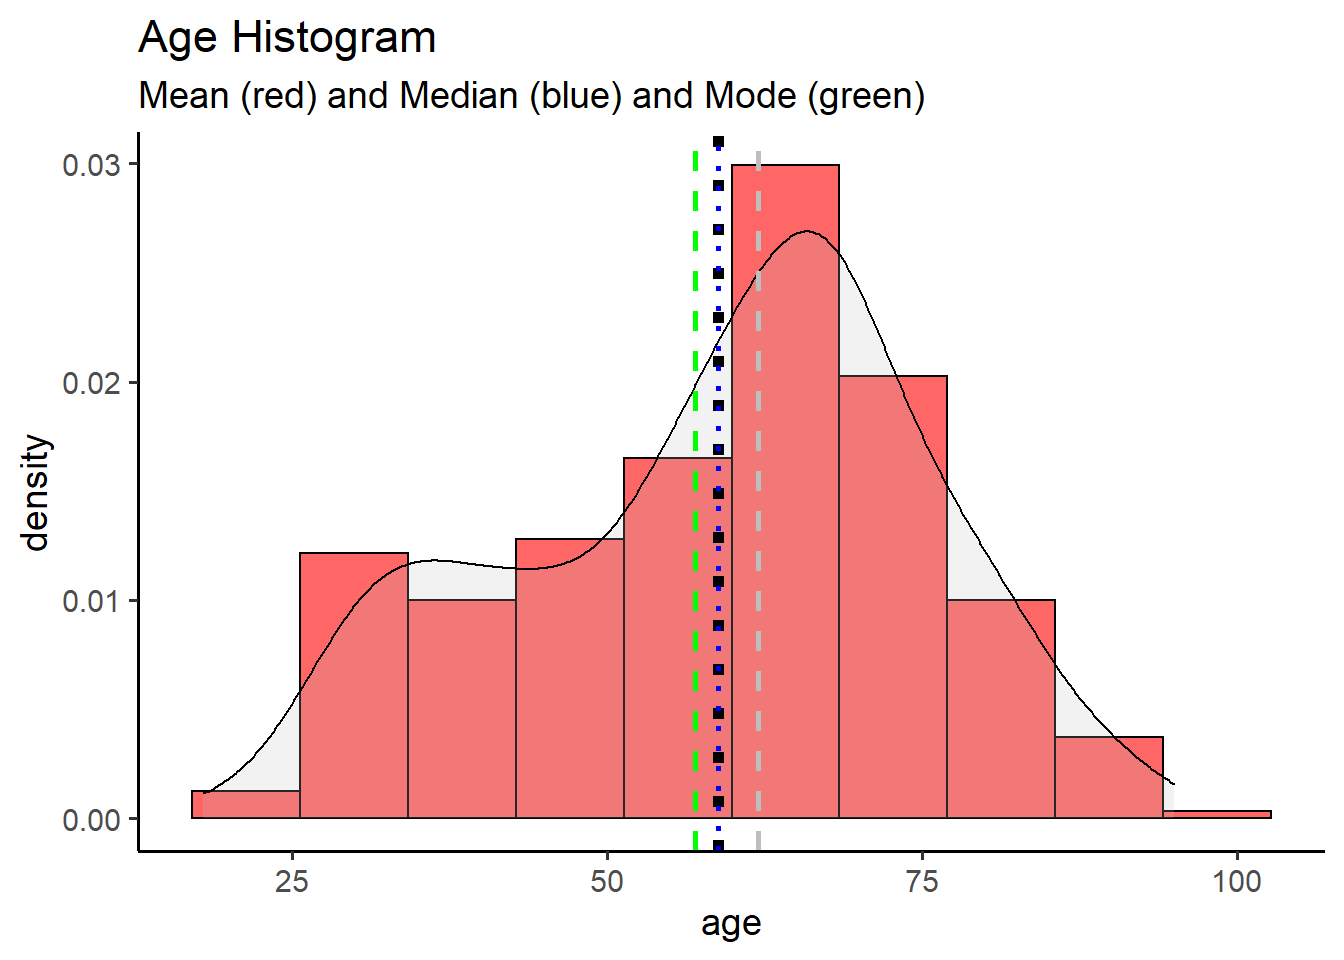 Age Histogram
Mean (red) and Median (blue) and Mode (green)
0.03
0.02
0.01
0.00
density
25 50 75 100
age